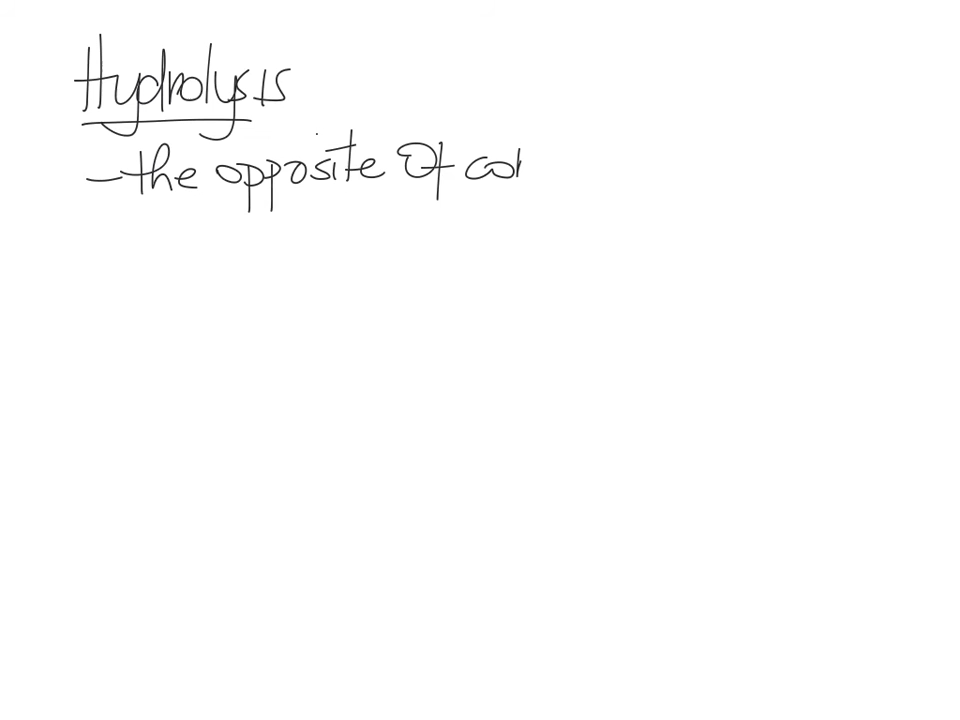 Hydrolysis
- the opposite of